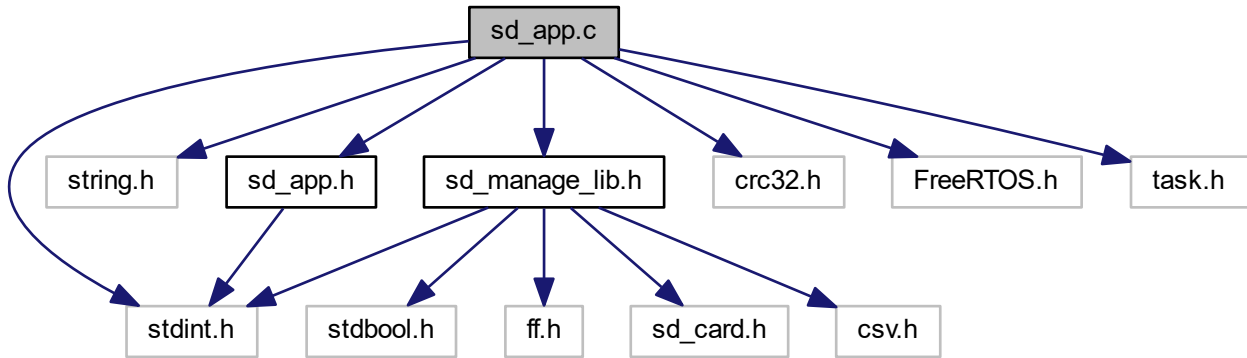 sd_app.c
string.h
sd_app.h
sd_manage_lib.h
crc32.h
FreeRTOS.h
task.h
stdint.h
stdbool.h
ff.h
sd_card.h
csv.h